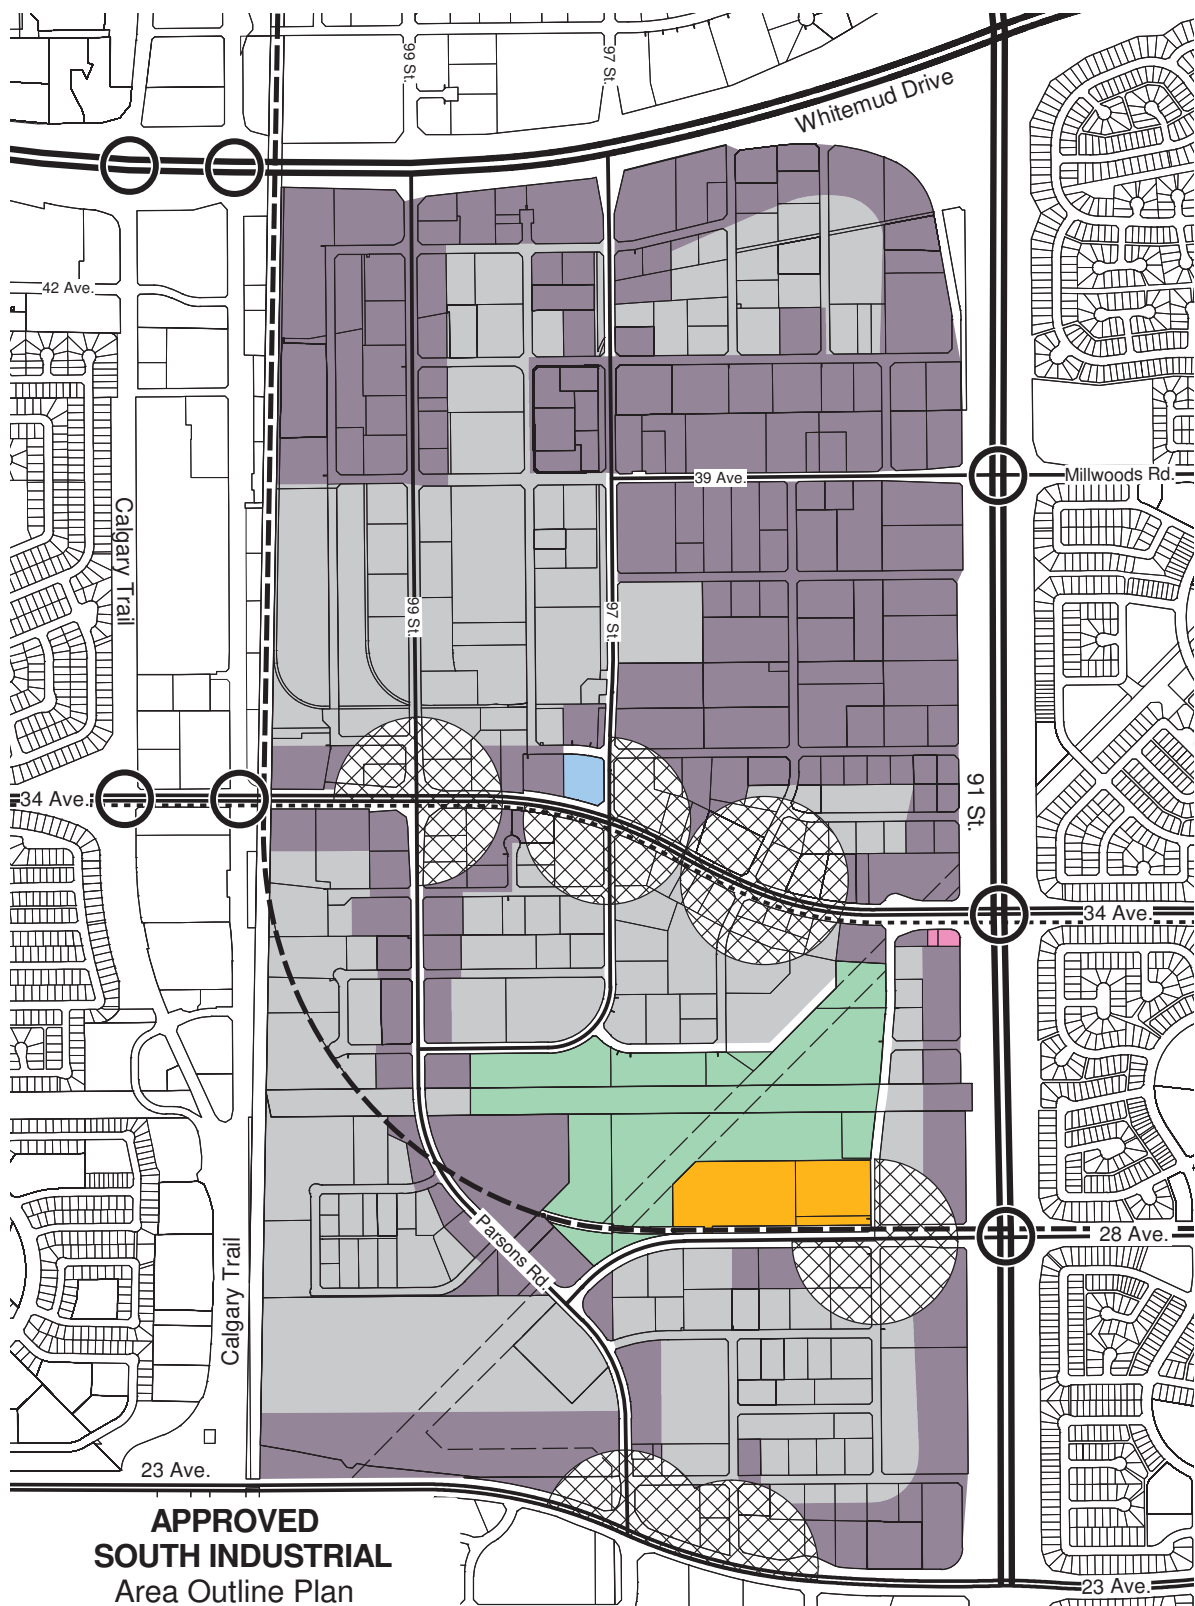 99 St.
97 St.
Whitemud Drive
42 Ave.
39 Ave.
Millwoods Rd.
Calgary Trail
99 St.
97 St.
91 St.
34 Ave.
34 Ave.
Parsons Rd.
28 Ave.
Calgary Trail
23 Ave.
APPROVED
SOUTH INDUSTRIAL
Area Outline Plan
23 Ave.